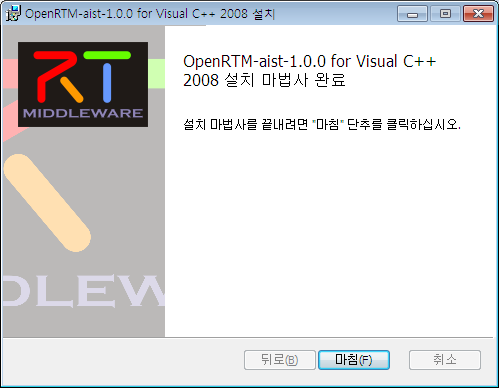 OpenRTM-aist-1.0.0 for Visual C++ 2008 설치
RT
MIDDLEWARE
DLEW
OpenRTM-aist-1.0.0 for Visual C++
2008 설치 마법사 완료
설치 마법사를 끝내려면 "마침" 단추를 클릭하십시오.
뒤로(B)
마침(F)
취소